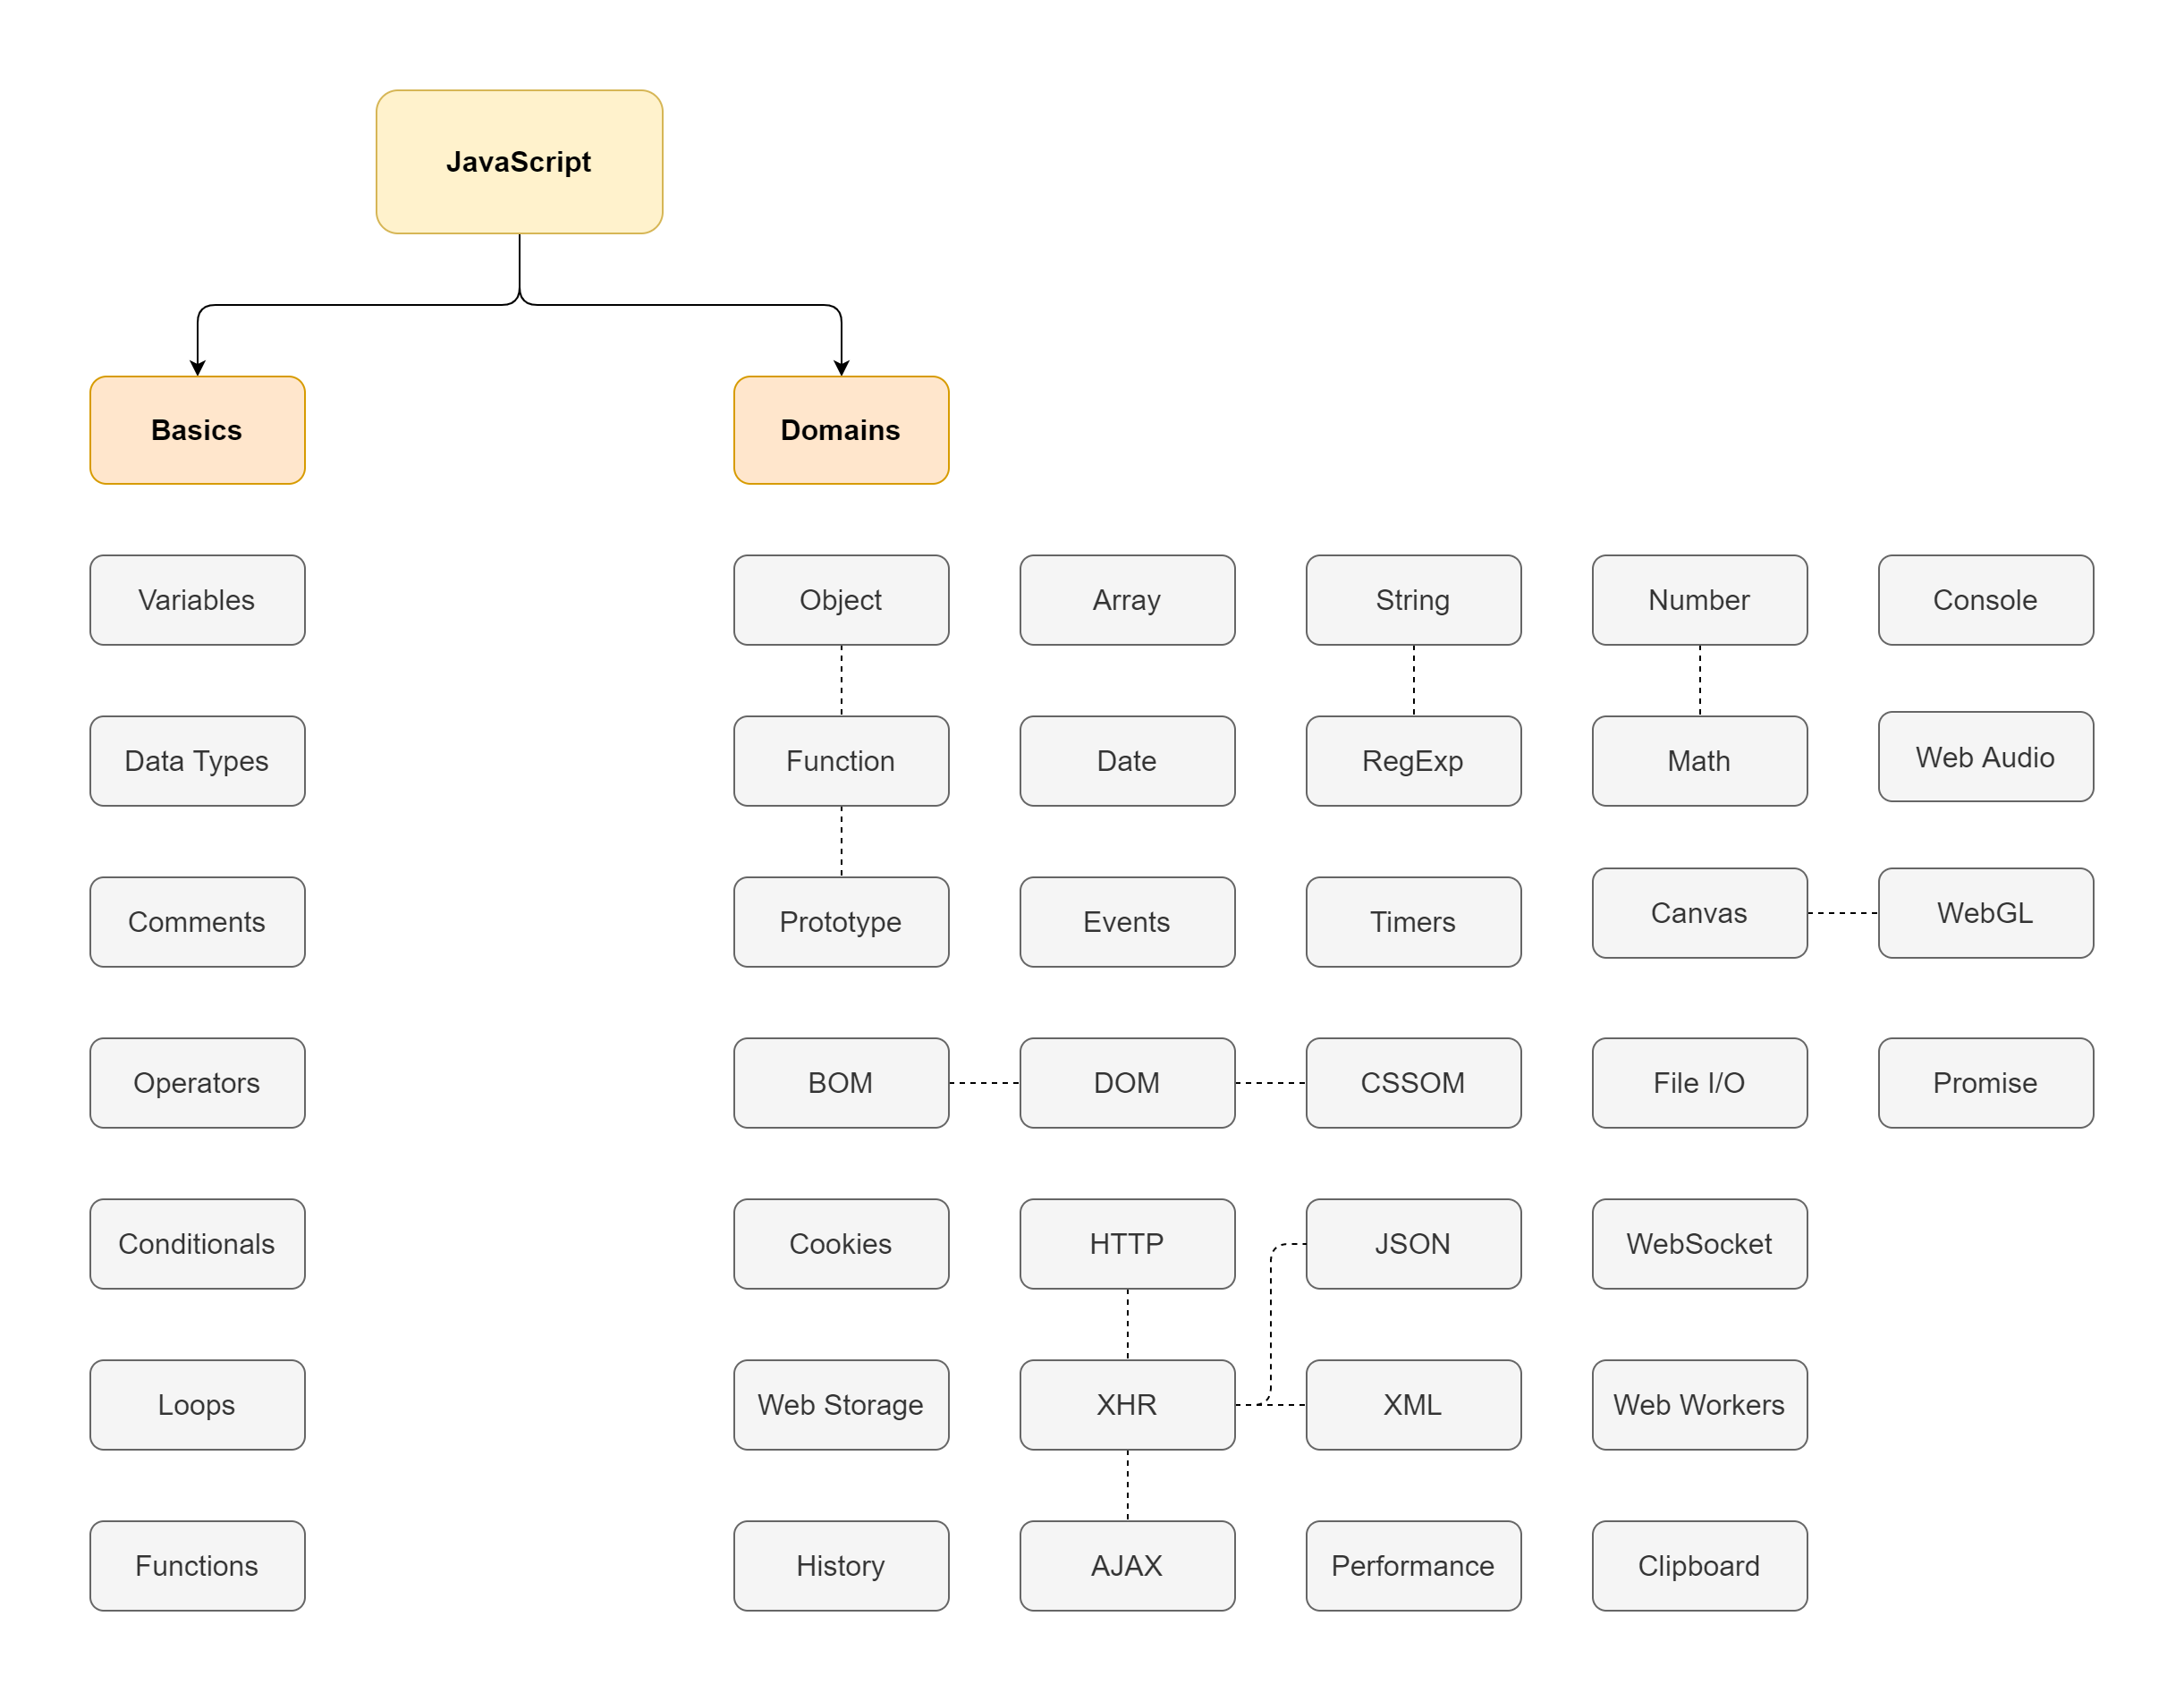 JavaScript
Basics
Domains
Variables
Object
Array
String
Number
Console
Data Types
Function
Date
RegExp
Math
Web Audio
Comments
Prototype
Events
Timers
Canvas
WebGL
Operators
BOM
DOM
CSSOM
File I/O
Promise
Conditionals
Cookies
HTTP
JSON
WebSocket
Loops
Web Storage
XHR
XML
Web Workers
Functions
History
AJAX
Performance
Clipboard